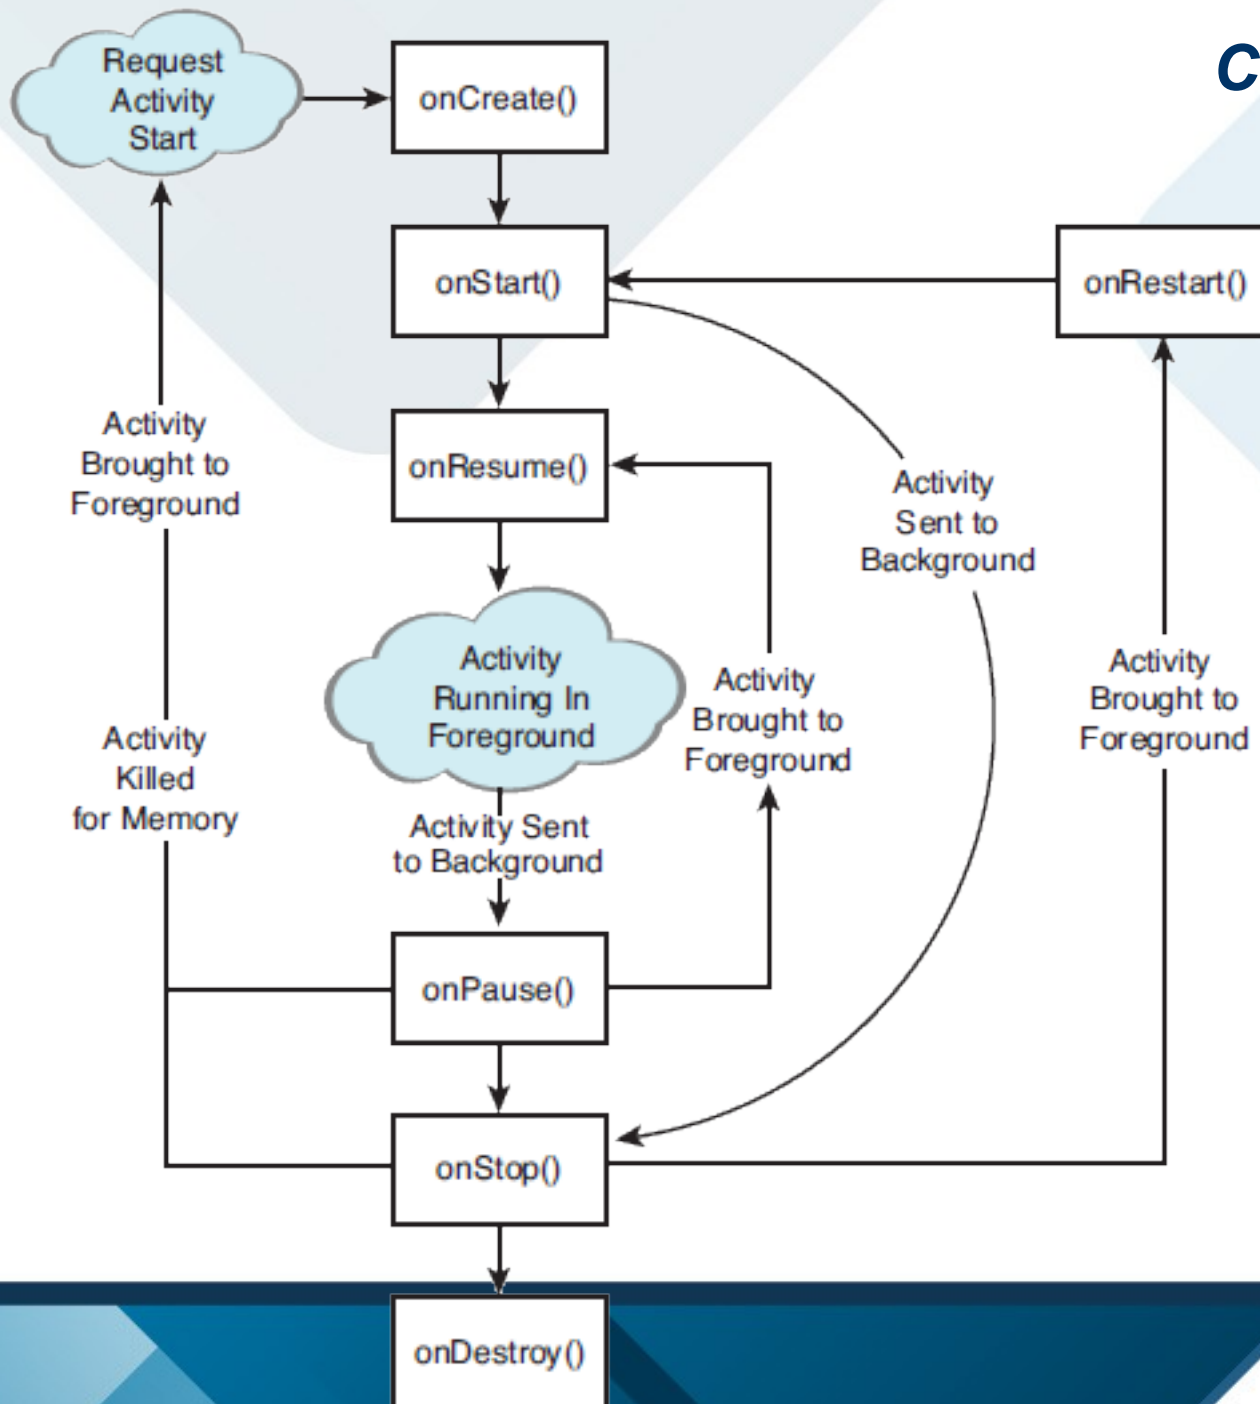 C
Request
Activity
Start
onCreate()
onStart()
onRestart()
Activity
Brought to
Foreground
onResume()
Activity
Sent to
Background
Activity
Running In
Foreground
Activity
Brought to
Foreground
Activity
Brought to
Foreground
Activity
Killed
for Memory
Activity Sent
to Background
onPause()
onStop()
onDestroy()